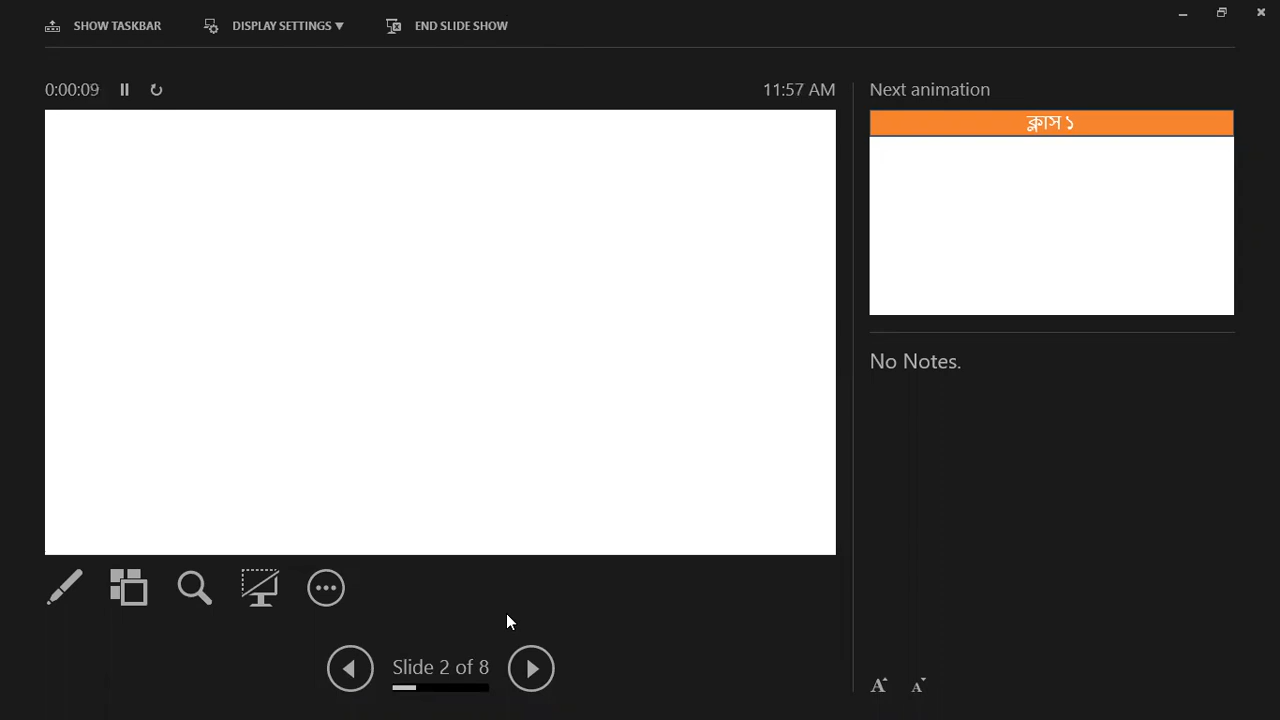 SHOW TASKBAR
DISPLAY SETTINGS ▼
END SLIDE SHOW
0:00:09
11:57 AM
Next animation
ক্লাস ১
No Notes.
Slide 2 of 8
A A